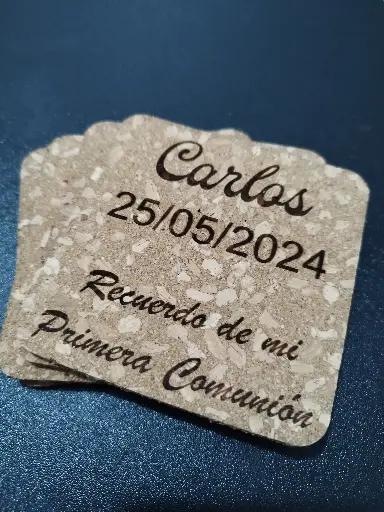 Carlos
25/05/2024
Recuerdo de mi
Primera Comunión